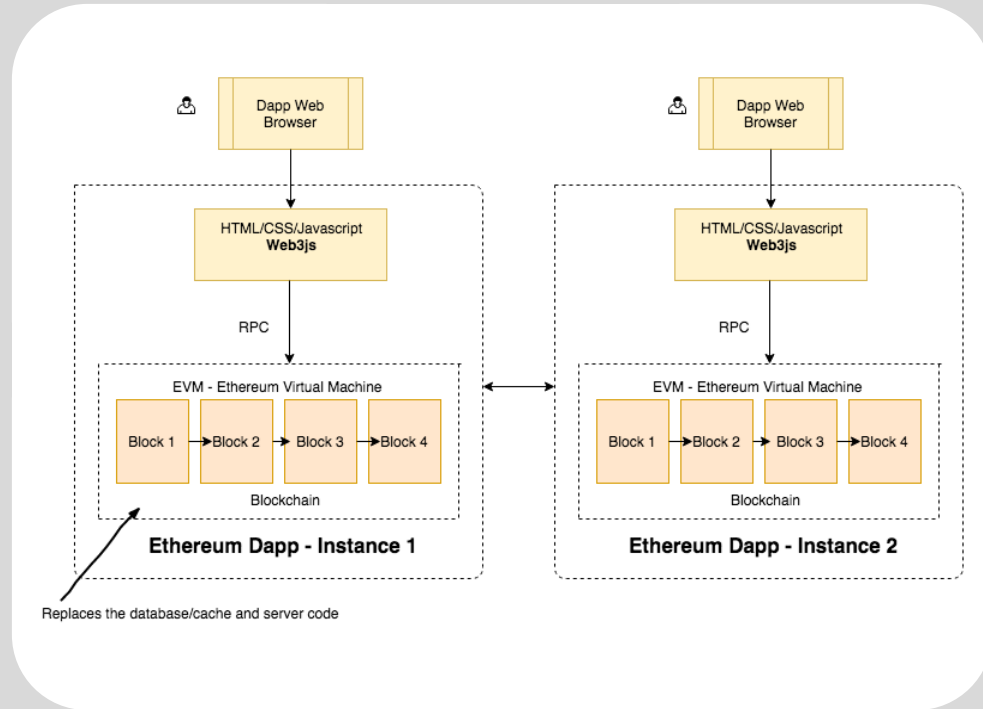 Dapp Web
Browser
Dapp Web
Browser
HTML/CSS/Javascript
Web3js
HTML/CSS/Javascript
Web3js
RPC
RPC
EVM - Ethereum Virtual Machine
Block 1
Block 2
Block 3
Block 4
Blockchain
EVM - Ethereum Virtual Machine
Block 1
Block 2
Block 3
Block 4
Blockchain
Ethereum Dapp - Instance 1
Ethereum Dapp - Instance 2
Replaces the database/cache and server code